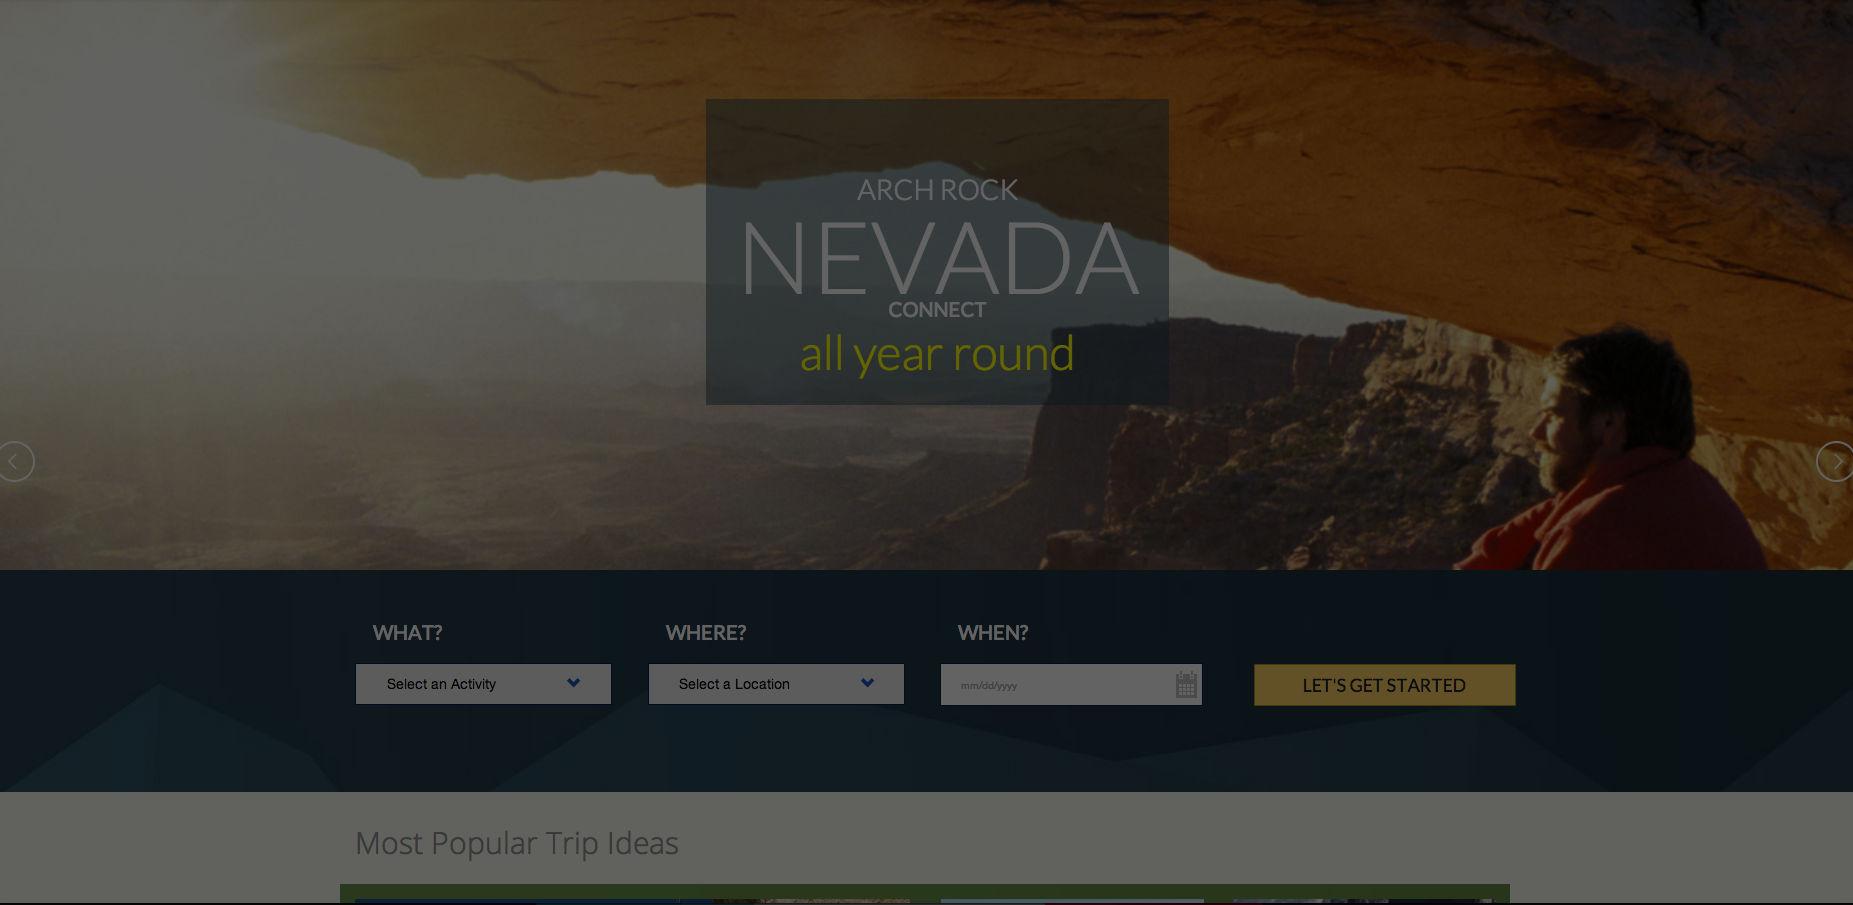 ARCH ROCK
NEVADA
CONNECT
all year round
WHAT?
WHERE?
WHEN?
Select an Activity
Select a Location
mm/dd/yyyy
LET'S GET STARTED
Most Popular Trip Ideas